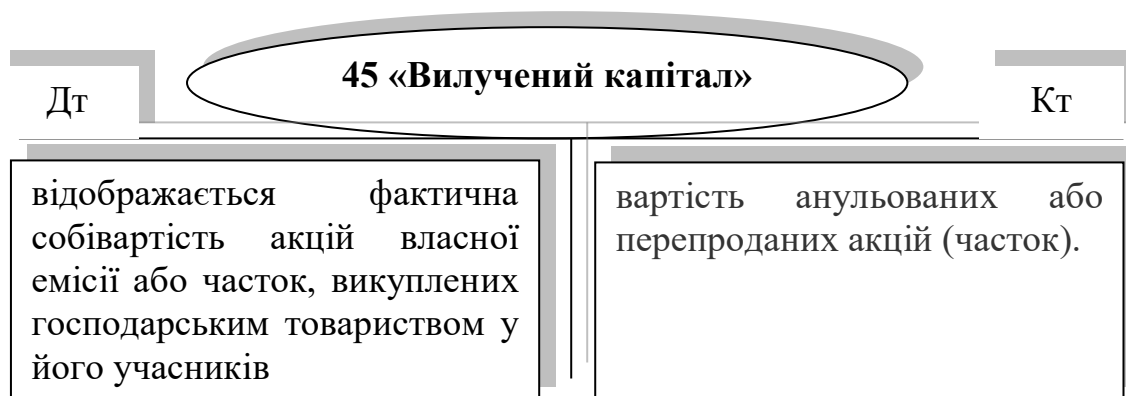 45 «Вилучений капітал»
Дт
Кт
відображається фактична
собівартість акцій власної
емісії або часток, викуплених
господарським товариством у
його учасників
вартість анульованих або
перепроданих акцій (часток).